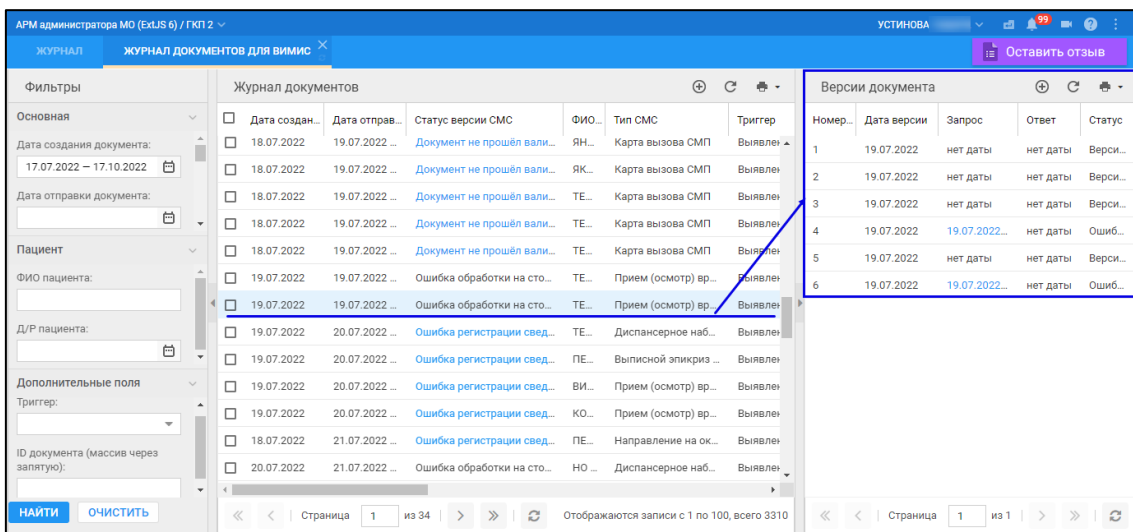 АРМ администратора МО (ExtJS 6) / ГКП 2
УСТИНОВА
99
ЖУРНАЛ
ЖУРНАЛ ДОКУМЕНТОВ ДЛЯ ВИМИС
Оставить отзыв
Фильтры
Основная
Дата создания документа:
17.07.2022 — 17.10.2022
Дата отправки документа:
Пациент
ФИО пациента:
Д/Р пациента:
Дополнительные поля
Триггер:
ID документа (массив через
запятую):
НАЙТИ ОЧИСТИТЬ
Журнал документов
Дата создан... Дата отправ... Статус версии СМС ФИО... Тип СМС Триггер
18.07.2022 19.07.2022 ... Документ не прошёл вали... ЯН... Карта вызова СМП Выявлен
18.07.2022 19.07.2022 ... Документ не прошёл вали... ЯК... Карта вызова СМП Выявлен
18.07.2022 19.07.2022 ... Документ не прошёл вали... ТЕ... Карта вызова СМП Выявлен
18.07.2022 19.07.2022 ... Документ не прошёл вали... ТЕ... Карта вызова СМП Выявлен
18.07.2022 19.07.2022 ... Документ не прошёл вали... ТЕ... Карта вызова СМП Выявлен
19.07.2022 19.07.2022 ... Ошибка обработки на сто... ТЕ... Прием (осмотр) вр... Выявлен
19.07.2022 19.07.2022 ... Ошибка обработки на сто... ТЕ... Прием (осмотр) вр... Выявлен
19.07.2022 20.07.2022 ... Ошибка регистрации свед... ТЕ... Диспансерное наб... Выявлен
19.07.2022 20.07.2022 ... Ошибка регистрации свед... ПЕ... Выписной эпикриз ... Выявлен
19.07.2022 20.07.2022 ... Ошибка регистрации свед... ВИ... Прием (осмотр) вр... Выявлен
19.07.2022 20.07.2022 ... Ошибка регистрации свед... КО... Прием (осмотр) вр... Выявлен
18.07.2022 21.07.2022 ... Ошибка регистрации свед... ПЕ... Направление на ок... Выявлен
20.07.2022 21.07.2022 ... Ошибка обработки на сто... НО ... Диспансерное наб... Выявлен
Страница 1 из 34 Отображаются записи с 1 по 100, всего 3310
Версии документа
Номер... Дата версии Запрос Ответ Статус
1 19.07.2022 нет даты нет даты Верси...
2 19.07.2022 нет даты нет даты Верси...
3 19.07.2022 нет даты нет даты Верси...
4 19.07.2022 19.07.2022... нет даты Ошиб...
5 19.07.2022 нет даты нет даты Верси...
6 19.07.2022 19.07.2022... нет даты Ошиб...
Страница 1 из 1